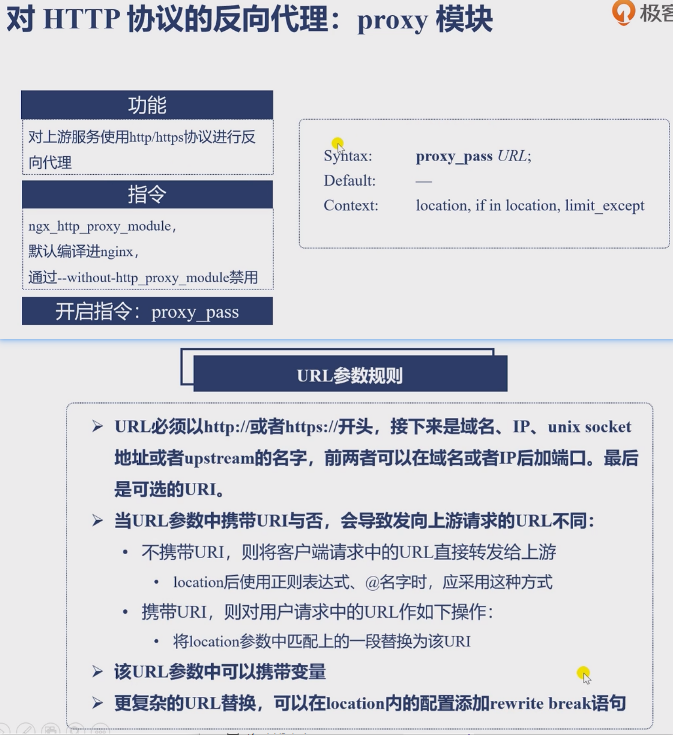 对 HTTP 协议的反向代理：proxy 模块
极客
功能
对上游服务使用http/https协议进行反
向代理
指令
ngx_http_proxy_module，
默认编译进nginx，
通过--without-http_proxy_module禁用
开启指令：proxy_pass
Syntax: proxy_pass URL;
Default: —
Context: location, if in location, limit_except
URL参数规则
➢ URL必须以http://或者https://开头，接下来是域名、IP、unix socket
地址或者upstream的名字，前两者可以在域名或者IP后加端口。最后
是可选的URI。
➢ 当URL参数中携带URI与否，会导致发向上游请求的URL不同：
• 不携带URI，则将客户端请求中的URL直接转发给上游
• location后使用正则表达式、@名字时，应采用这种方式
• 携带URI，则对用户请求中的URL作如下操作：
• 将location参数中匹配上的一段替换为该URI
➢ 该URL参数中可以携带变量
➢ 更复杂的URL替换，可以在location内的配置添加rewrite break语句